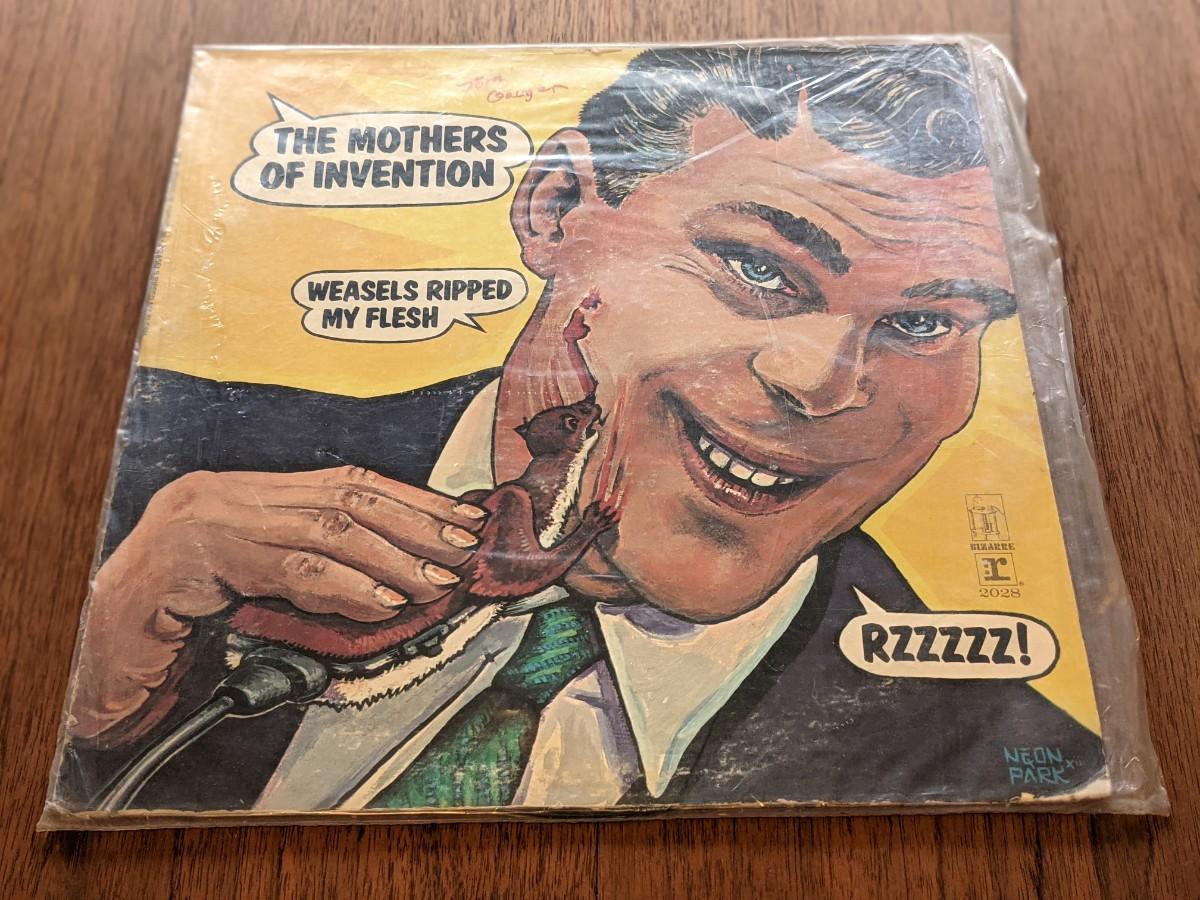 THE MOTHERS
OF INVENTION
WEASELS RIPPED
MY FLESH
BIZARRE
r
2028
RZZZZZ!
NEON
PARK